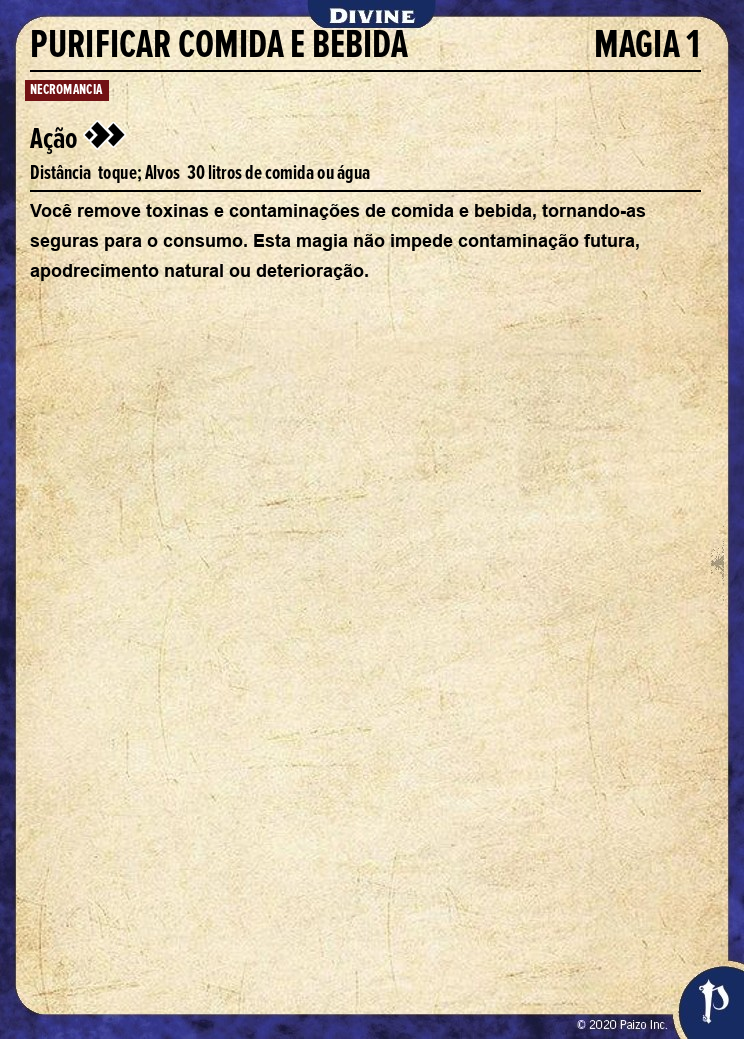 DIVINE
PURIFICAR COMIDA E BEBIDA MAGIA 1
NECROMANCIA
Ação
Distância toque; Alvos 30 litros de comida ou água
Você remove toxinas e contaminações de comida e bebida, tornando-as
seguras para o consumo. Esta magia não impede contaminação futura,
apodrecimento natural ou deterioração.
© 2020 Paizo Inc.